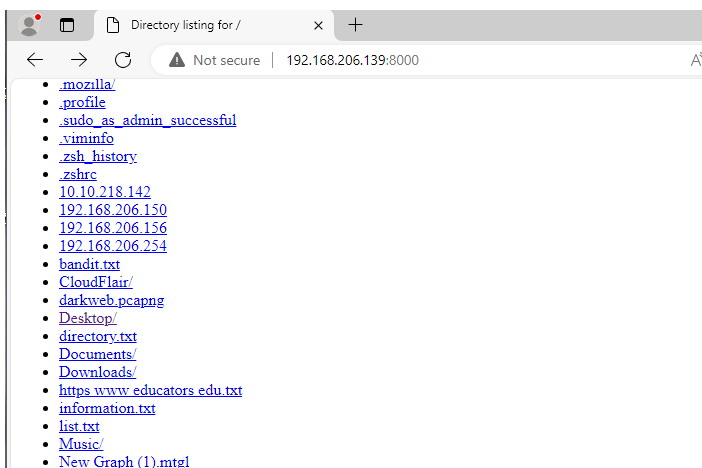 Directory listing for /
Not secure | 192.168.206.139:8000
.mozilla/
.profile
.sudo_as_admin_successful
.viminfo
.zsh_history
.zshrc
10.10.218.142
192.168.206.150
192.168.206.156
192.168.206.254
bandit.txt
CloudFlair/
darkweb.pcapng
Desktop/
directory.txt
Documents/
Downloads/
https www educators edu.txt
information.txt
list.txt
Music/
New Graph (1).mtgl